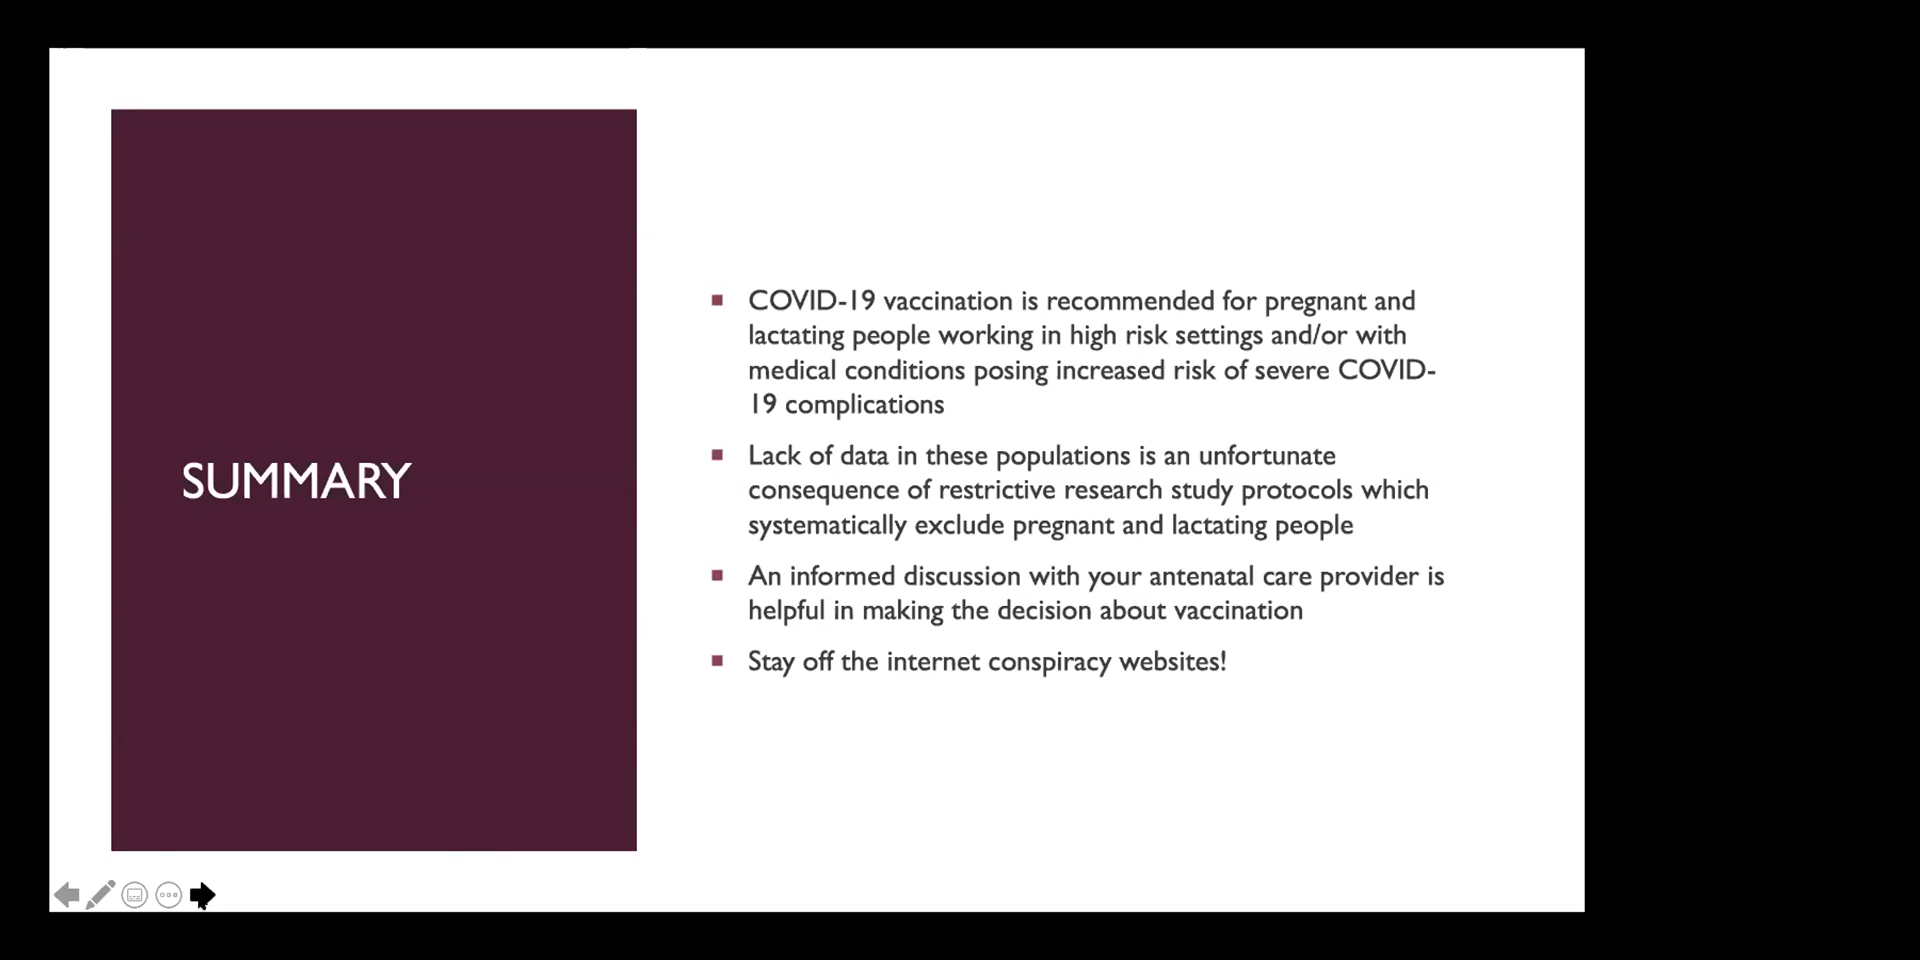 SUMMARY
COVID-19 vaccination is recommended for pregnant and
lactating people working in high risk settings and/or with
medical conditions posing increased risk of severe COVID-
19 complications
Lack of data in these populations is an unfortunate
consequence of restrictive research study protocols which
systematically exclude pregnant and lactating people
An informed discussion with your antenatal care provider is
helpful in making the decision about vaccination
Stay off the internet conspiracy websites!